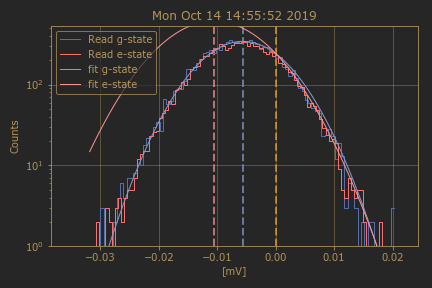 Mon Oct 14 14:55:52 2019
Read g-state
Read e-state
fit g-state
fit e-state
Counts
10²
10¹
10⁰
−0.03 −0.02 −0.01 0.00 0.01 0.02
[mV]